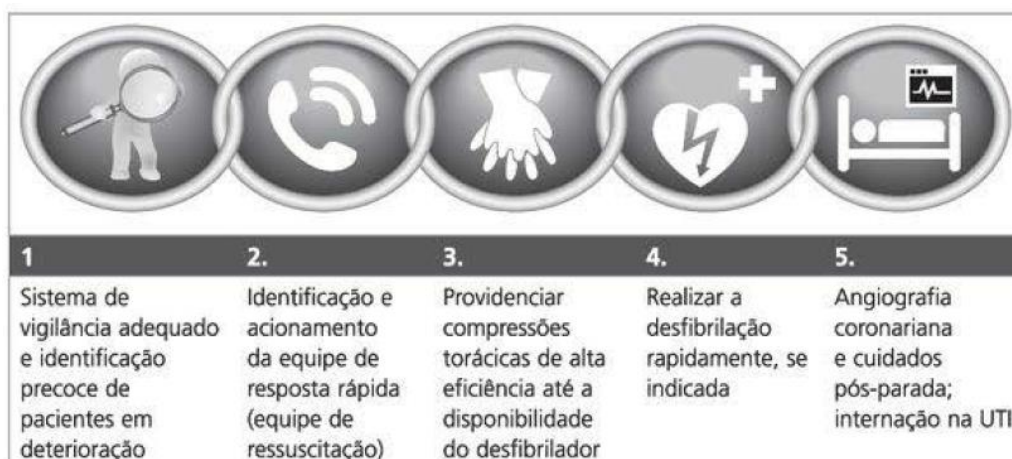 1
Sistema de
vigilância adequado
e identificação
precoce de
pacientes em
deterioração
2.
Identificação e
acionamento
da equipe de
resposta rápida
(equipe de
ressuscitação)
3.
Providenciar
compressões
torácicas de alta
eficiência até a
disponibilidade
do desfibrilador
4.
Realizar a
desfibrilação
rapidamente, se
indicada
5.
Angiografia
coronariana
e cuidados
pós-parada;
internação na UTI